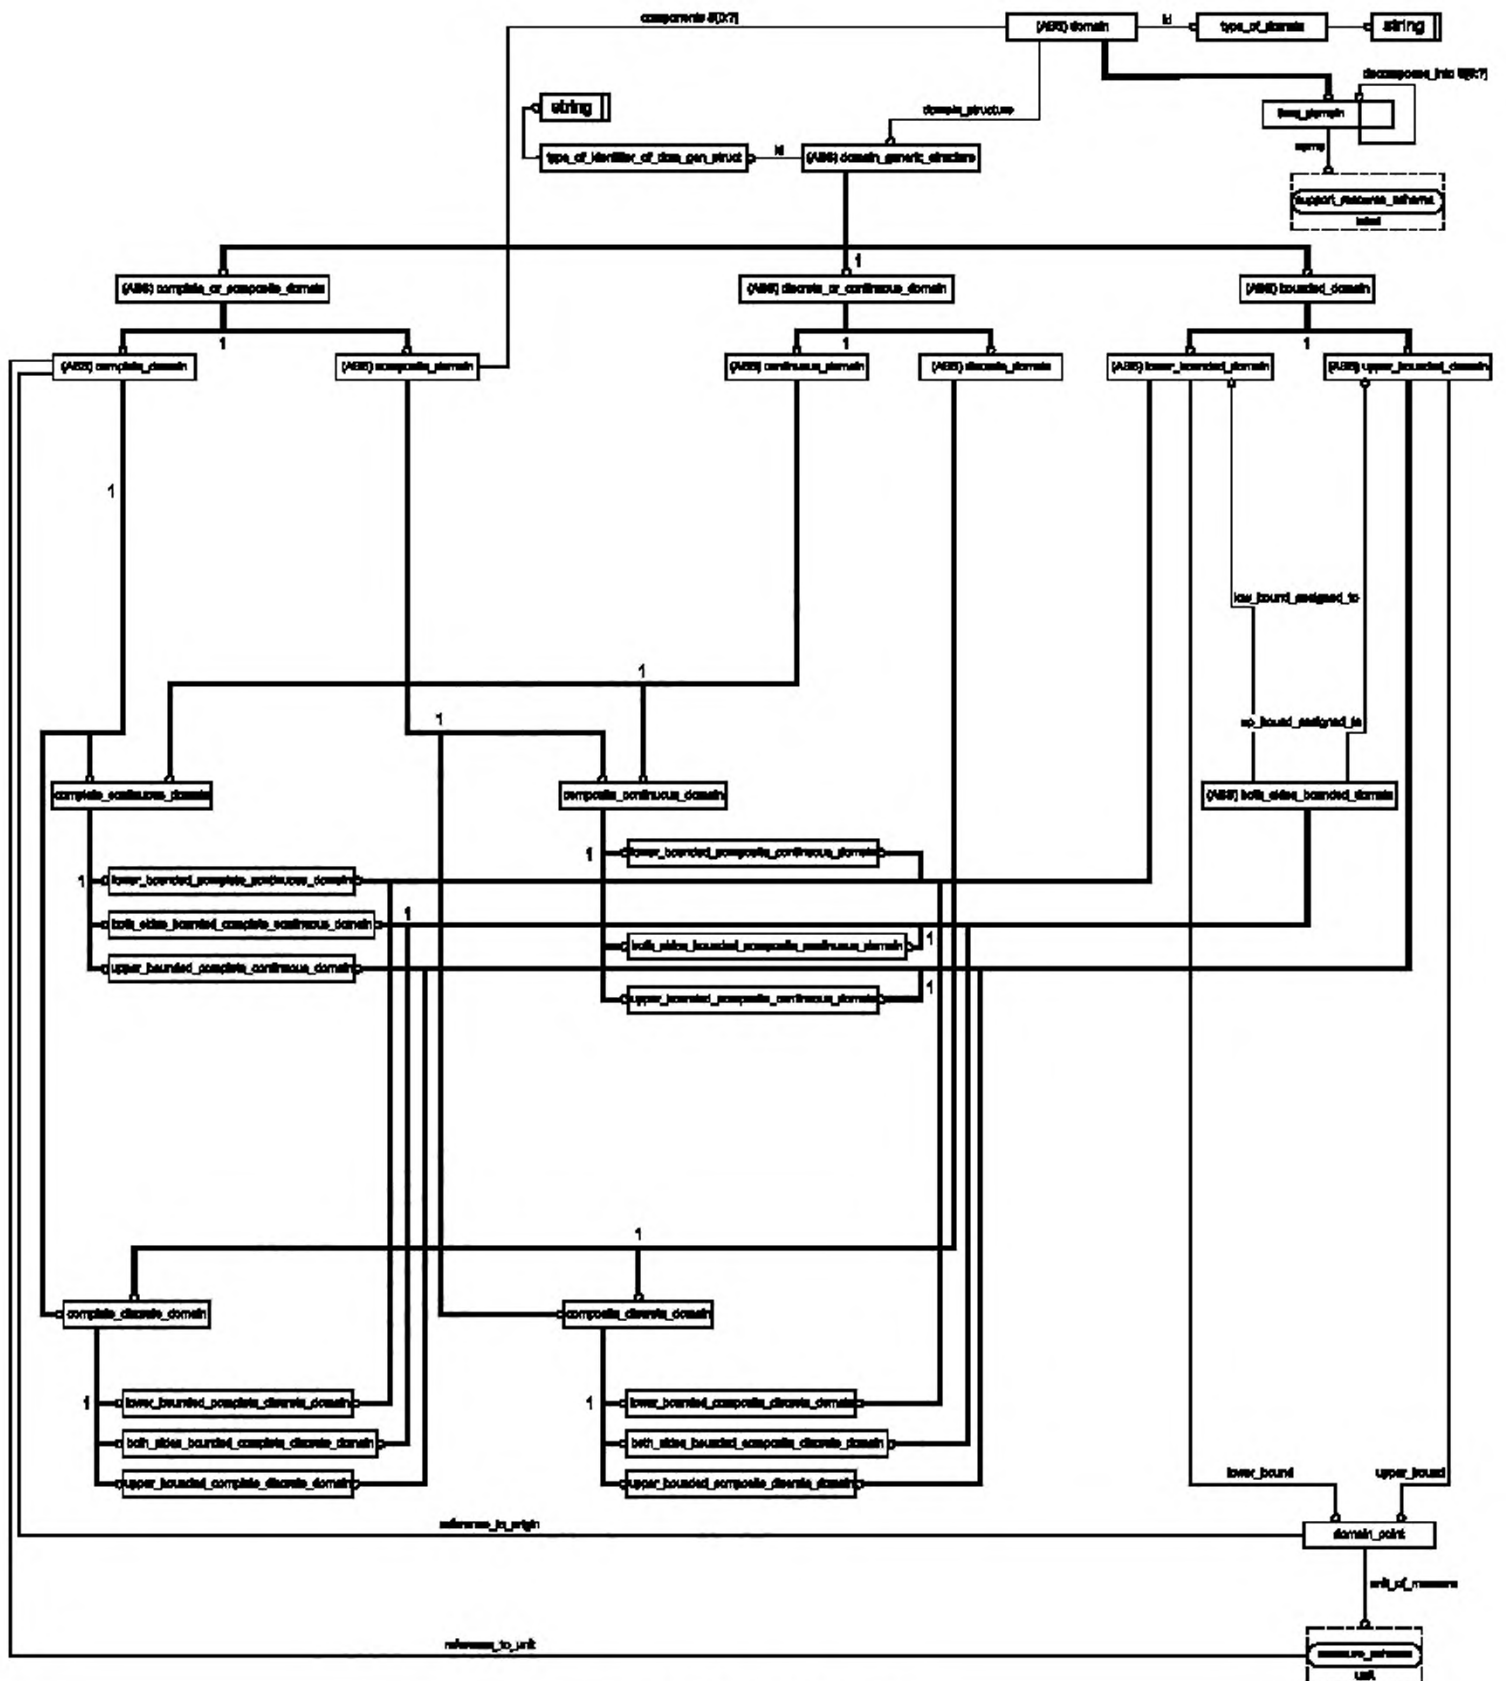 components S[0:?]
(ABS) domain
id
type_of_domain
string
decomposes_into S[0:?]
string
domain_structure
type_of_identifier_of_dom_gen_struct
id
(ABS) domain_generic_structure
support_resource_schema
label
1
(ABS) complete_or_composite_domain
(ABS) discrete_or_continuous_domain
(ABS) bounded_domain
1
1
1
(ABS) complete_domain
(ABS) composite_domain
(ABS) continuous_domain
(ABS) discrete_domain
(ABS) lower_bounded_domain
(ABS) upper_bounded_domain
1
low_bound_assigned_to
1
1
up_bound_assigned_to
complete_continuous_domain
composite_continuous_domain
(ABS) both_sides_bounded_domain
1
lower_bounded_composite_continuous_domain
1
lower_bounded_complete_continuous_domain
1
both_sides_bounded_complete_continuous_domain
both_sides_bounded_composite_continuous_domain
1
upper_bounded_complete_continuous_domain
1
upper_bounded_composite_continuous_domain
1
complete_discrete_domain
composite_discrete_domain
1
lower_bounded_complete_discrete_domain
1
lower_bounded_composite_discrete_domain
both_sides_bounded_complete_discrete_domain
both_sides_bounded_composite_discrete_domain
upper_bounded_complete_discrete_domain
upper_bounded_composite_discrete_domain
lower_bound
upper_bound
reference_to_origin
domain_point
unit_of_measure
reference_to_unit
measure_schema
unit